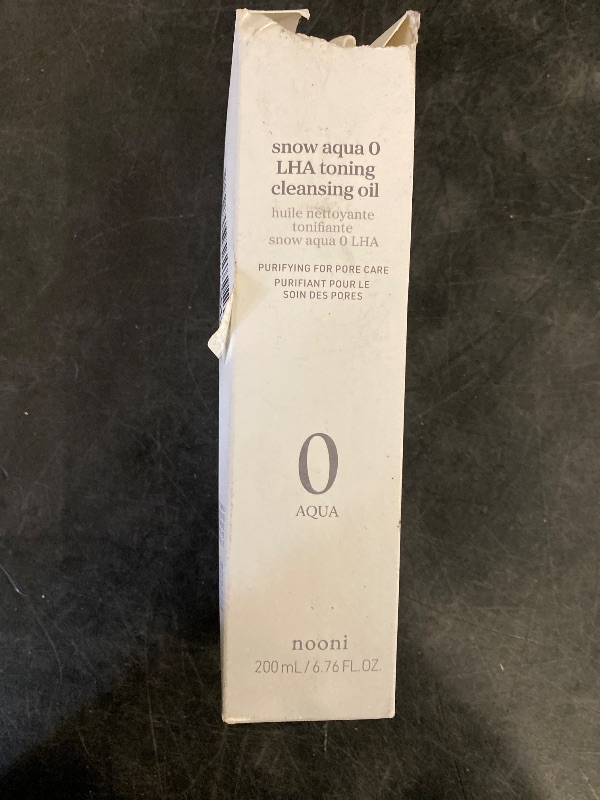 snow aqua 0
LHA toning
cleansing oil
huile nettoyante
tonifiante
snow aqua 0 LHA
PURIFYING FOR PORE CARE
PURIFIANT POUR LE
SOIN DES PORES
0
AQUA
nooni
200 mL / 6.76 FL. OZ.